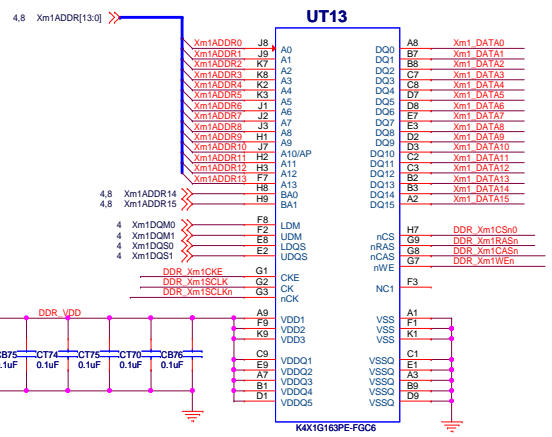 UT13
4,8 Xm1ADDR[13:0]
Xm1ADDR0 J8 A0 DQ0 A8 Xm1_DATA0
Xm1ADDR1 J9 A1 DQ1 B7 Xm1_DATA1
Xm1ADDR2 K7 A2 DQ2 B8 Xm1_DATA2
Xm1ADDR3 K8 A3 DQ3 C7 Xm1_DATA3
Xm1ADDR4 K2 A4 DQ4 C8 Xm1_DATA4
Xm1ADDR5 K3 A5 DQ5 D7 Xm1_DATA5
Xm1ADDR6 J1 A6 DQ6 D8 Xm1_DATA6
Xm1ADDR7 J2 A7 DQ7 E7 Xm1_DATA7
Xm1ADDR8 J3 A8 DQ8 E3 Xm1_DATA8
Xm1ADDR9 H1 A9 DQ9 D2 Xm1_DATA9
Xm1ADDR10 J7 A10/AP DQ10 D3 Xm1_DATA10
Xm1ADDR11 H2 A11 DQ11 C2 Xm1_DATA11
Xm1ADDR12 H3 A12 DQ12 C3 Xm1_DATA12
Xm1ADDR13 F7 A13 DQ13 B2 Xm1_DATA13
4,8 Xm1ADDR14 H8 BA0 DQ14 B3 Xm1_DATA14
4,8 Xm1ADDR15 H9 BA1 DQ15 A2 Xm1_DATA15
4 Xm1DQM0 F8 LDM
4 Xm1DQM1 F2 UDM nCS H7 DDR_Xm1CSn0
4 Xm1DQS0 E8 LDQS nRAS G9 DDR_Xm1RASn
4 Xm1DQS1 E2 UDQS nCAS G8 DDR_Xm1CASn
nWE G7 DDR_Xm1WEn
DDR_Xm1CKE G1 CKE
DDR_Xm1SCLK G2 CK NC1 F3
DDR_Xm1SCLKn G3 nCK
DDR_VDD A9 VDD1 VSS A1
F9 VDD2 VSS F1
K9 VDD3 VSS K1
CB75 CT74 CT75 CT70 CB76 C9 VDDQ1 VSSQ C1
0.1uF 0.1uF 0.1uF 0.1uF 0.1uF E9 VDDQ2 VSSQ E1
A7 VDDQ3 VSSQ A3
B1 VDDQ4 VSSQ B9
D1 VDDQ5 VSSQ D9
K4X1G163PE-FGC6